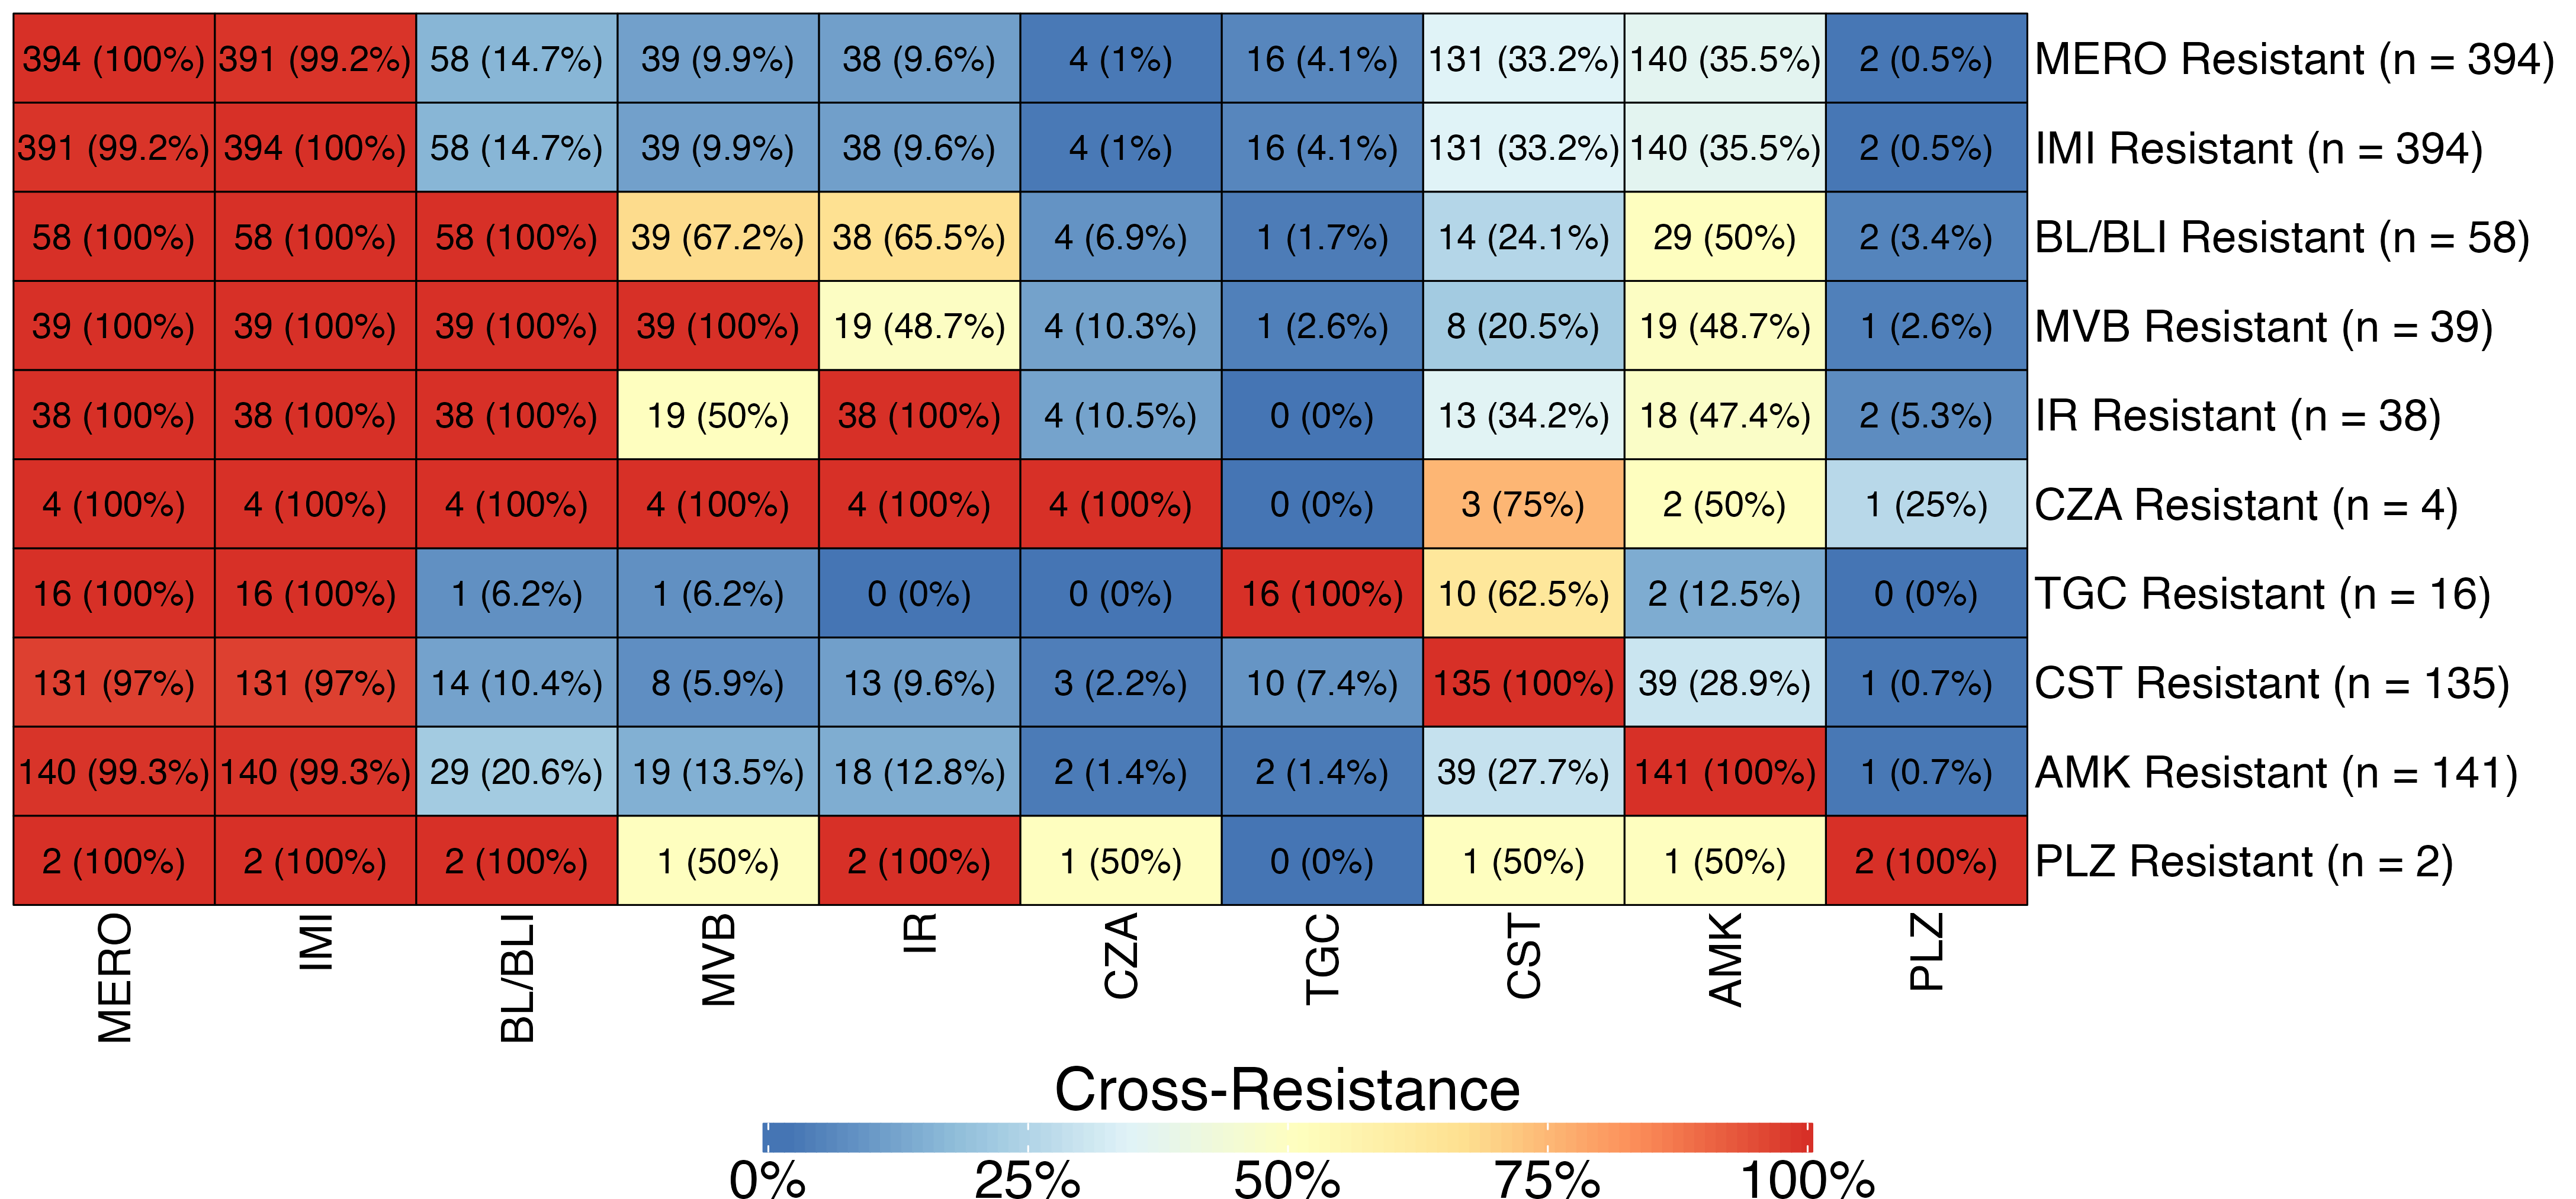 394 (100%) 391 (99.2%) 58 (14.7%) 39 (9.9%) 38 (9.6%) 4 (1%) 16 (4.1%) 131 (33.2%) 140 (35.5%) 2 (0.5%) MERO Resistant (n = 394)
391 (99.2%) 394 (100%) 58 (14.7%) 39 (9.9%) 38 (9.6%) 4 (1%) 16 (4.1%) 131 (33.2%) 140 (35.5%) 2 (0.5%) IMI Resistant (n = 394)
58 (100%) 58 (100%) 58 (100%) 39 (67.2%) 38 (65.5%) 4 (6.9%) 1 (1.7%) 14 (24.1%) 29 (50%) 2 (3.4%) BL/BLI Resistant (n = 58)
39 (100%) 39 (100%) 39 (100%) 39 (100%) 19 (48.7%) 4 (10.3%) 1 (2.6%) 8 (20.5%) 19 (48.7%) 1 (2.6%) MVB Resistant (n = 39)
38 (100%) 38 (100%) 38 (100%) 19 (50%) 38 (100%) 4 (10.5%) 0 (0%) 13 (34.2%) 18 (47.4%) 2 (5.3%) IR Resistant (n = 38)
4 (100%) 4 (100%) 4 (100%) 4 (100%) 4 (100%) 4 (100%) 0 (0%) 3 (75%) 2 (50%) 1 (25%) CZA Resistant (n = 4)
16 (100%) 16 (100%) 1 (6.2%) 1 (6.2%) 0 (0%) 0 (0%) 16 (100%) 10 (62.5%) 2 (12.5%) 0 (0%) TGC Resistant (n = 16)
131 (97%) 131 (97%) 14 (10.4%) 8 (5.9%) 13 (9.6%) 3 (2.2%) 10 (7.4%) 135 (100%) 39 (28.9%) 1 (0.7%) CST Resistant (n = 135)
140 (99.3%) 140 (99.3%) 29 (20.6%) 19 (13.5%) 18 (12.8%) 2 (1.4%) 2 (1.4%) 39 (27.7%) 141 (100%) 1 (0.7%) AMK Resistant (n = 141)
2 (100%) 2 (100%) 2 (100%) 1 (50%) 2 (100%) 1 (50%) 0 (0%) 1 (50%) 1 (50%) 2 (100%) PLZ Resistant (n = 2)
MERO IMI BL/BLI MVB IR CZA TGC CST AMK PLZ
Cross-Resistance
0% 25% 50% 75% 100%